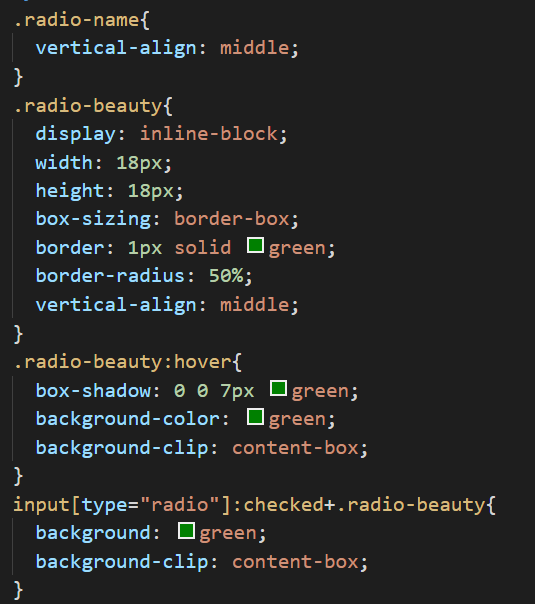 .radio-name{
  vertical-align: middle;
}
.radio-beauty{
  display: inline-block;
  width: 18px;
  height: 18px;
  box-sizing: border-box;
  border: 1px solid green;
  border-radius: 50%;
  vertical-align: middle;
}
.radio-beauty:hover{
  box-shadow: 0 0 7px green;
  background-color: green;
  background-clip: content-box;
}
input[type="radio"]:checked+.radio-beauty{
  background: green;
  background-clip: content-box;
}